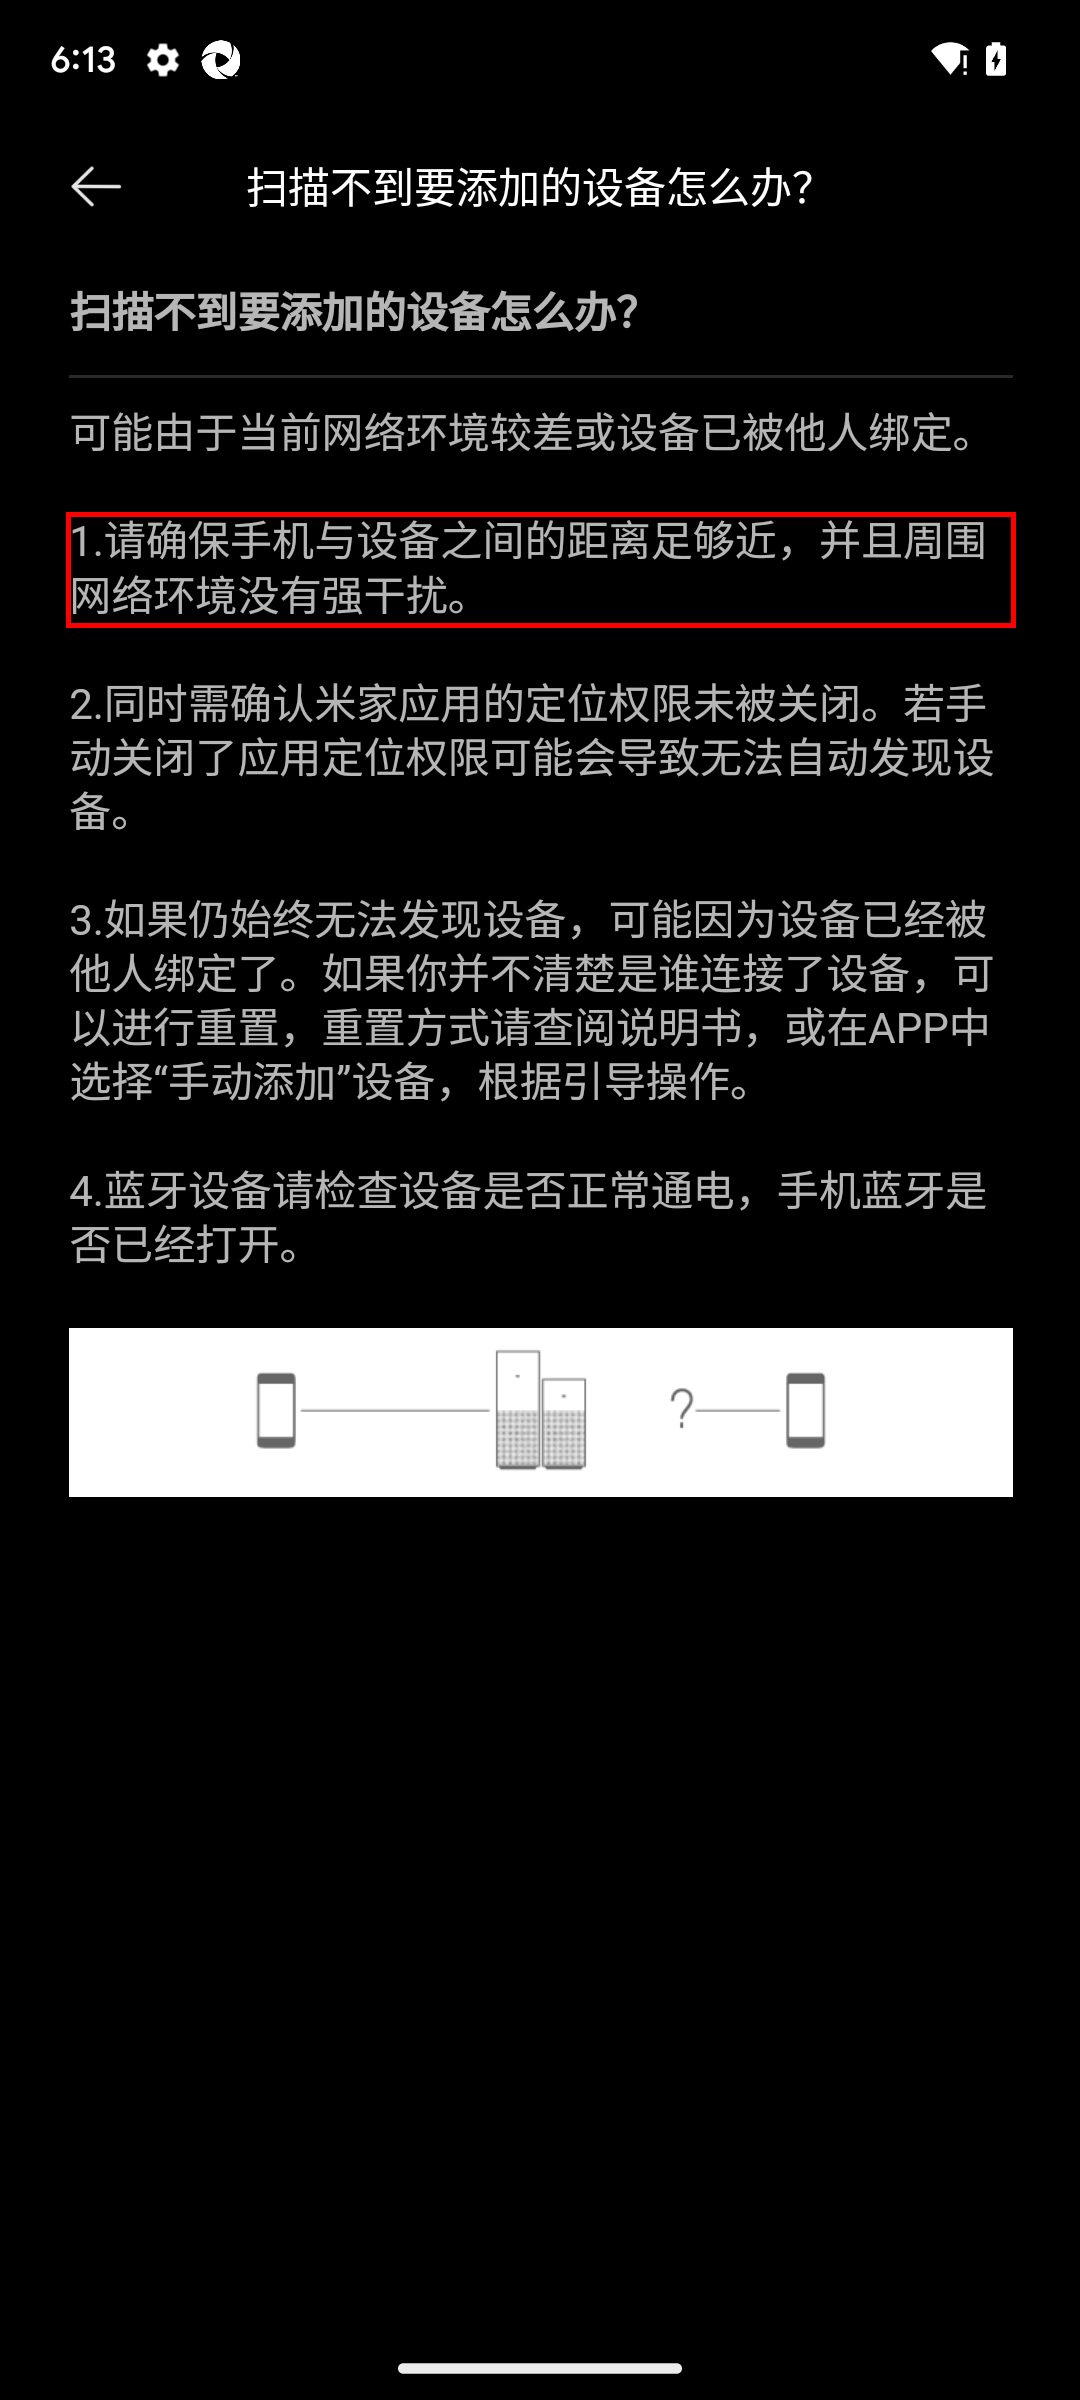 6:13
扫描不到要添加的设备怎么办?
扫描不到要添加的设备怎么办?
可能由于当前网络环境较差或设备已被他人绑定。
1.请确保手机与设备之间的距离足够近，并且周围
网络环境没有强干扰。
2.同时需确认米家应用的定位权限未被关闭。若手
动关闭了应用定位权限可能会导致无法自动发现设
备。
3.如果仍始终无法发现设备，可能因为设备已经被
他人绑定了。如果你并不清楚是谁连接了设备，可
以进行重置，重置方式请查阅说明书，或在APP中
选择“手动添加”设备，根据引导操作。
4.蓝牙设备请检查设备是否正常通电，手机蓝牙是
否已经打开。
?